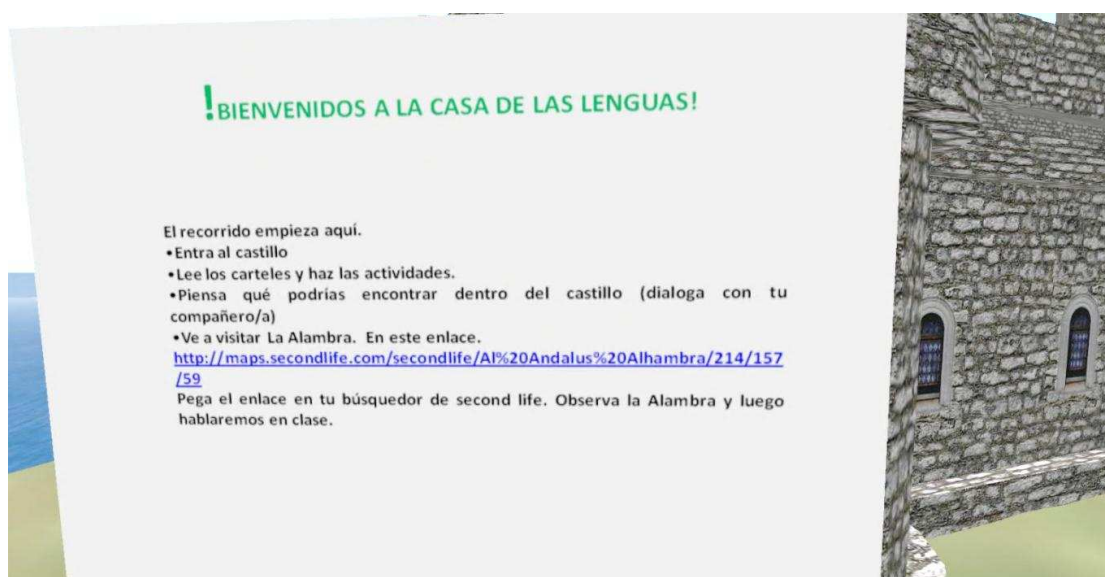 !BIENVENIDOS A LA CASA DE LAS LENGUAS!
El recorrido empieza aquí.
•Entra al castillo
•Lee los carteles y haz las actividades.
•Piensa qué podrías encontrar dentro del castillo (dialoga con tu
compañero/a)
•Ve a visitar La Alambra. En este enlace.
http://maps.secondlife.com/secondlife/Al%20Andalus%20Alhambra/214/157
/59
Pega el enlace en tu búsquedor de second life. Observa la Alambra y luego
hablaremos en clase.